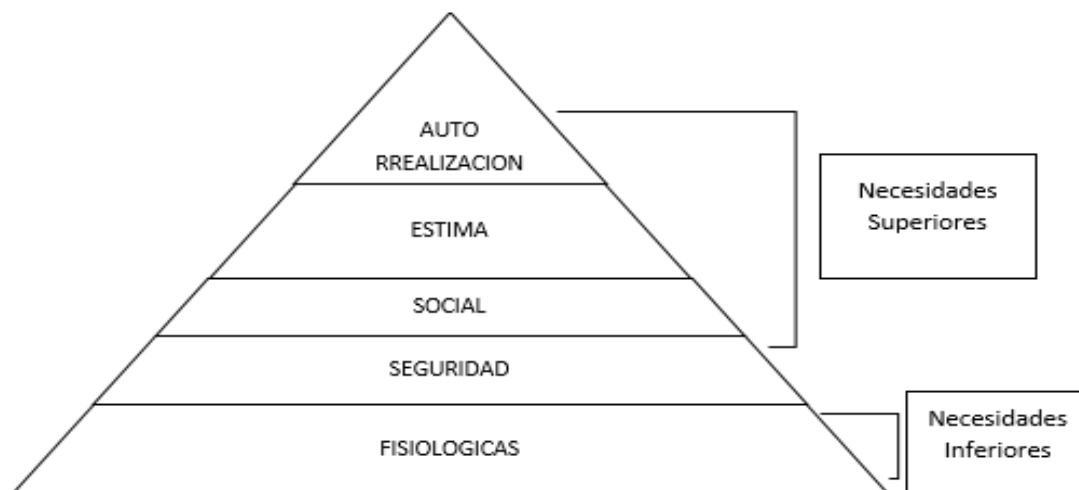 AUTO
RREALIZACION
ESTIMA
SOCIAL
SEGURIDAD
FISIOLOGICAS
Necesidades
Superiores
Necesidades
Inferiores